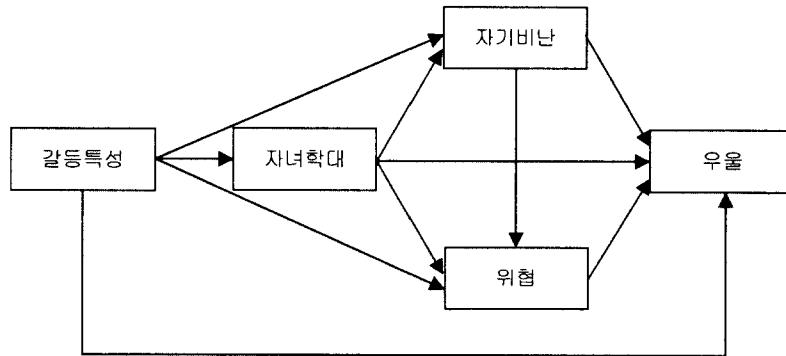 자기비난
갈등특성
자녀학대
우울
위협